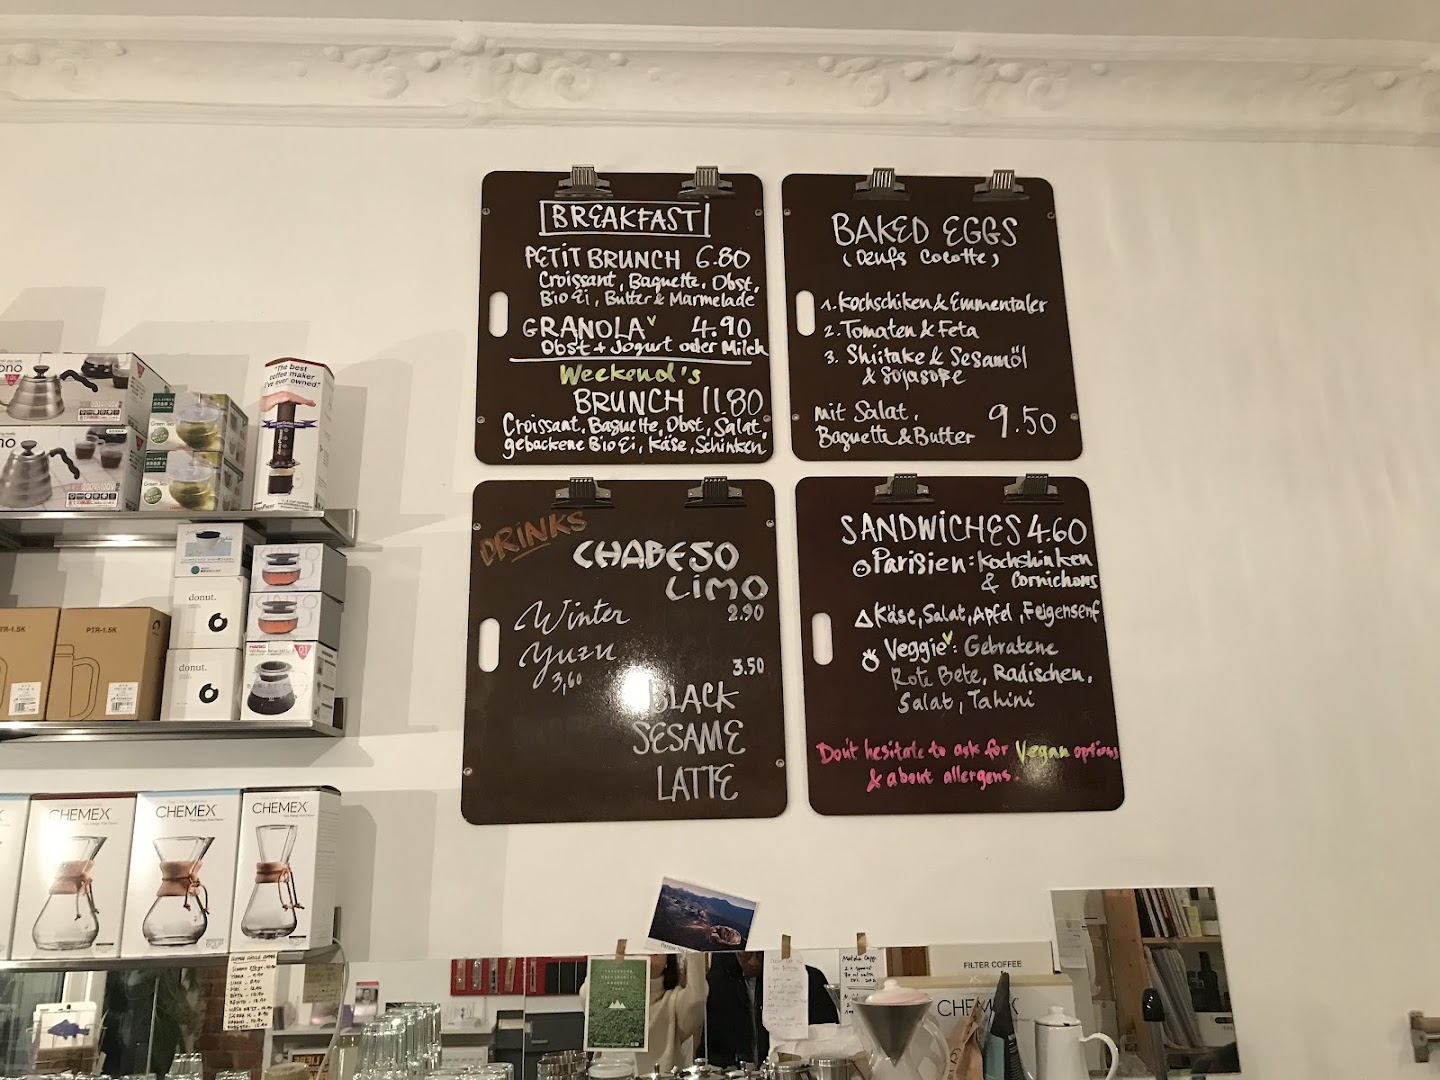 BREAKFAST
PETIT BRUNCH 6.80
Croissant, Baguette, Obst,
Bio Ei, Butter & Marmelade
GRANOLA V 4.90
Obst + Jogurt oder Milch
Weekend's
BRUNCH 11.80
Croissant, Baguette, Obst, Salat
gebackene Bio Ei, Käse, Schinken
BAKED EGGS
(Oeufs Cocotte)
1. Kochschiken & Emmentaler
2. Tomaten & Feta
3. Shiitake & Sesamöl
& Sojasoße
mit Salat,
Baguette & Butter 9.50
DRINKS
CHABESO
LIMO
2.90
Winter
Yuzu
3,60
3.50
BLACK
SESAME
LATTE
SANDWICHES 4.60
Parisien: Kochshinken
& Cornichons
Käse, Salat, Apfel, Feigensenf
Veggie V: Gebratene
Rote Bete, Radischen,
Salat, Tahini
Don't hesitate to ask for Vegan options
& about allergens.
"The best
coffee maker
I've ever owned."
PTR-1.5K
PTR-1.5K
donut.
donut.
KINTO
KINTO
HARIO
CHEMEX
CHEMEX
CHEMEX
FILTER COFFEE
CHEMEX